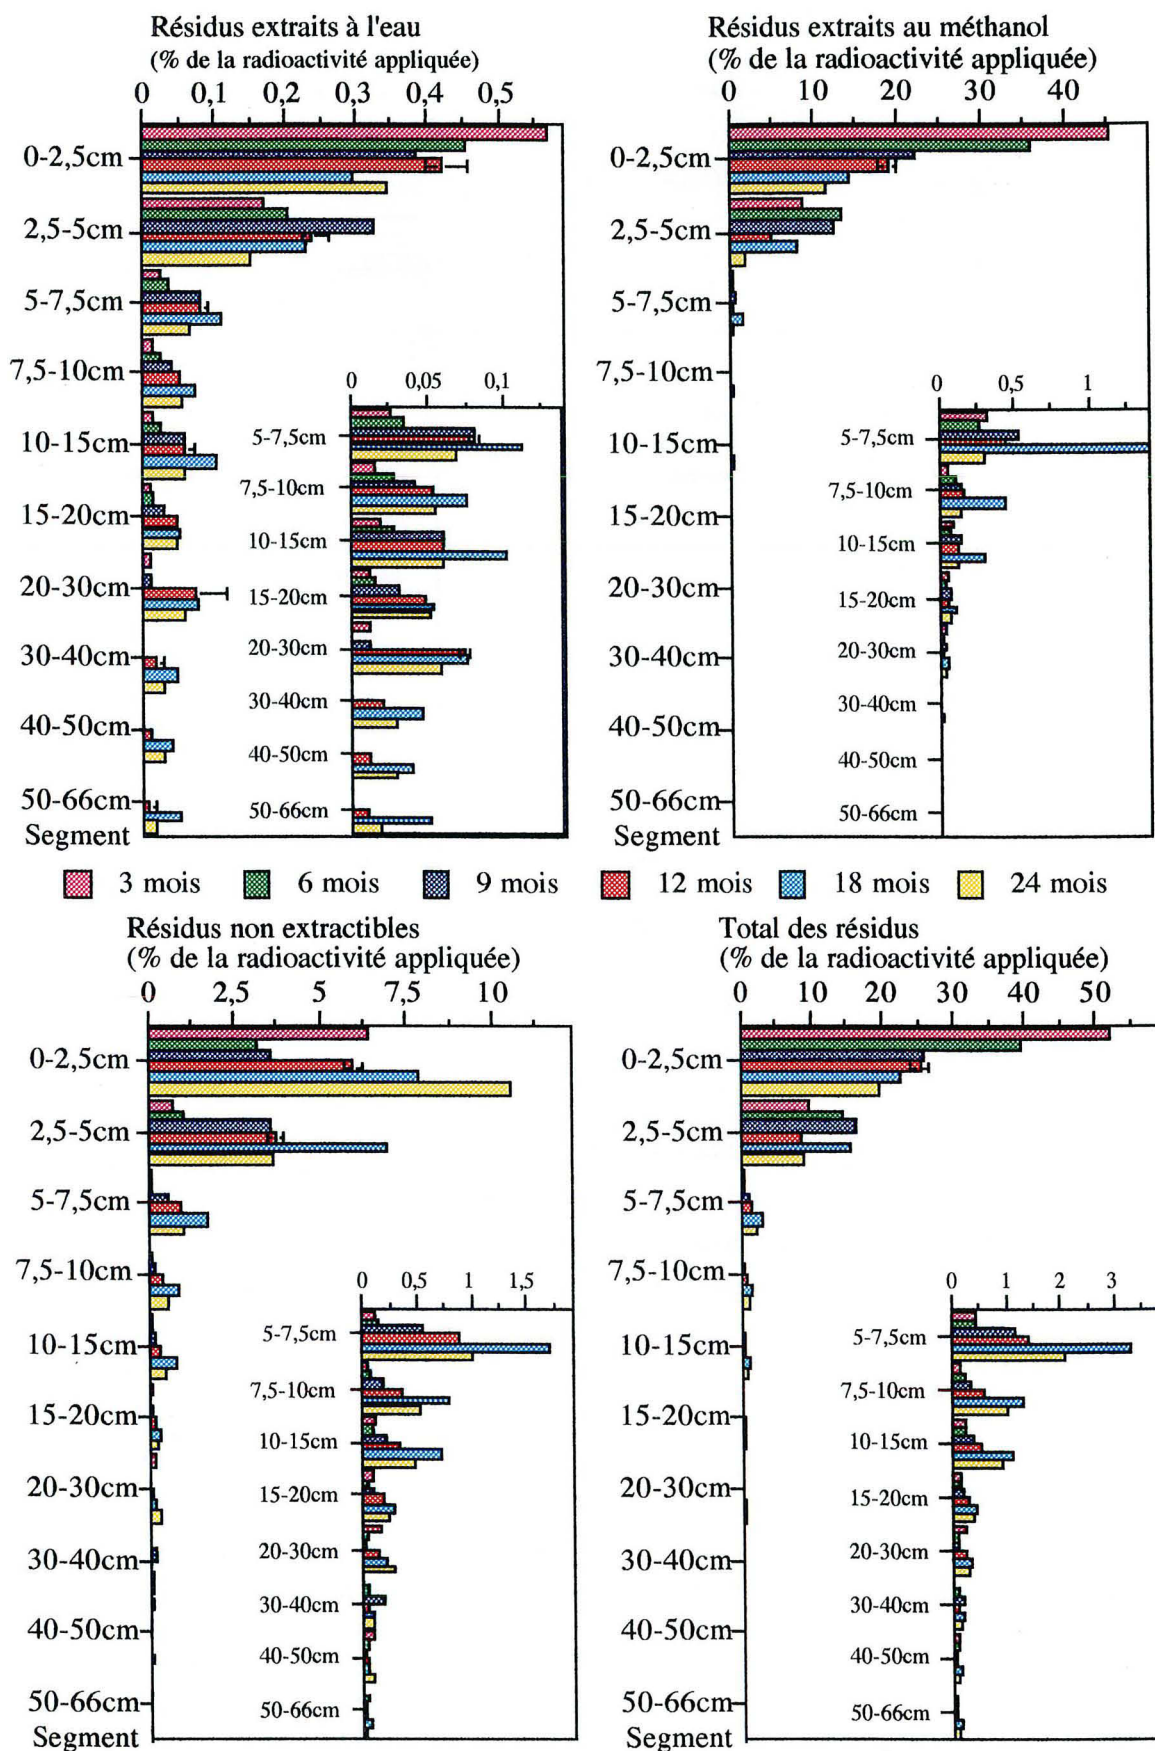 Résidus extraits à l'eau
(% de la radioactivité appliquée)
0 0,1 0,2 0,3 0,4 0,5
0-2,5cm
2,5-5cm
5-7,5cm
7,5-10cm
10-15cm
15-20cm
20-30cm
30-40cm
40-50cm
50-66cm
Segment
0 0,05 0,1
5-7,5cm
7,5-10cm
10-15cm
15-20cm
20-30cm
30-40cm
40-50cm
50-66cm
Résidus extraits au méthanol
(% de la radioactivité appliquée)
0 10 20 30 40
0-2,5cm
2,5-5cm
5-7,5cm
7,5-10cm
10-15cm
15-20cm
20-30cm
30-40cm
40-50cm
50-66cm
Segment
0 0,5 1
5-7,5cm
7,5-10cm
10-15cm
15-20cm
20-30cm
30-40cm
40-50cm
50-66cm
3 mois 6 mois 9 mois 12 mois 18 mois 24 mois
Résidus non extractibles
(% de la radioactivité appliquée)
0 2,5 5 7,5 10
0-2,5cm
2,5-5cm
5-7,5cm
7,5-10cm
10-15cm
15-20cm
20-30cm
30-40cm
40-50cm
50-66cm
Segment
0 0,5 1 1,5
5-7,5cm
7,5-10cm
10-15cm
15-20cm
20-30cm
30-40cm
40-50cm
50-66cm
Total des résidus
(% de la radioactivité appliquée)
0 10 20 30 40 50
0-2,5cm
2,5-5cm
5-7,5cm
7,5-10cm
10-15cm
15-20cm
20-30cm
30-40cm
40-50cm
50-66cm
Segment
0 1 2 3
5-7,5cm
7,5-10cm
10-15cm
15-20cm
20-30cm
30-40cm
40-50cm
50-66cm